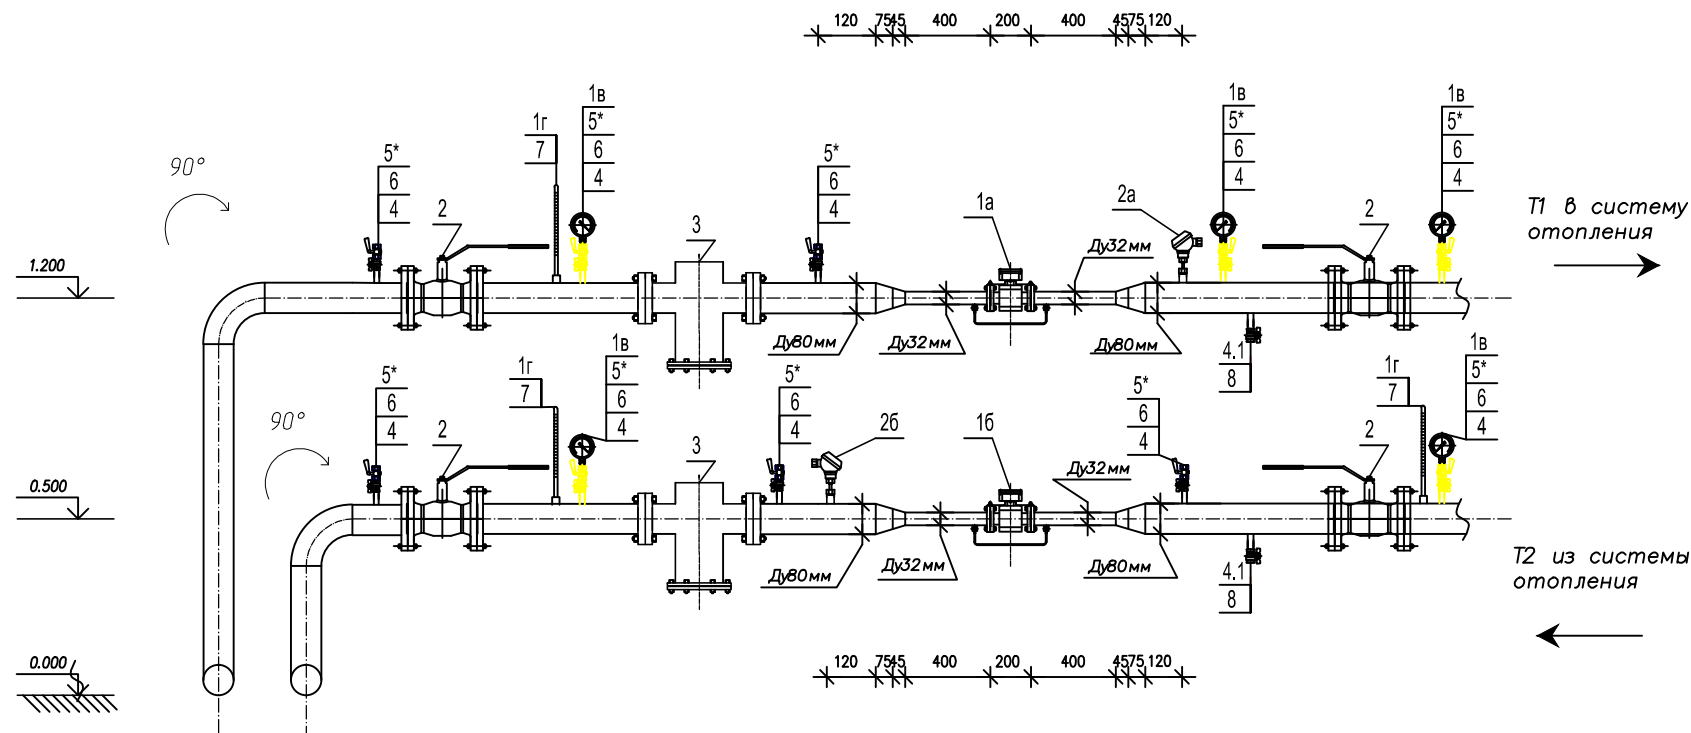 120 75 45 400 200 400 45 75 120
90°
1.200
5*
6
4
2
1г
7
1в
5*
6
4
3
5*
6
4
1а
2а
1в
5*
6
4
2
1в
5*
6
4
Т1 в систему
отопления
Ду32мм
Ду80мм
Ду32мм
Ду80мм
4.1
8
90°
0.500
5*
6
4
2
1г
7
1в
5*
6
4
3
5*
6
4
2б
1б
5*
6
4
2
1г
7
1в
5*
6
4
Ду32мм
Ду80мм
Ду32мм
Ду80мм
4.1
8
Т2 из системы
отопления
0.000
120 75 45 400 200 400 45 75 120